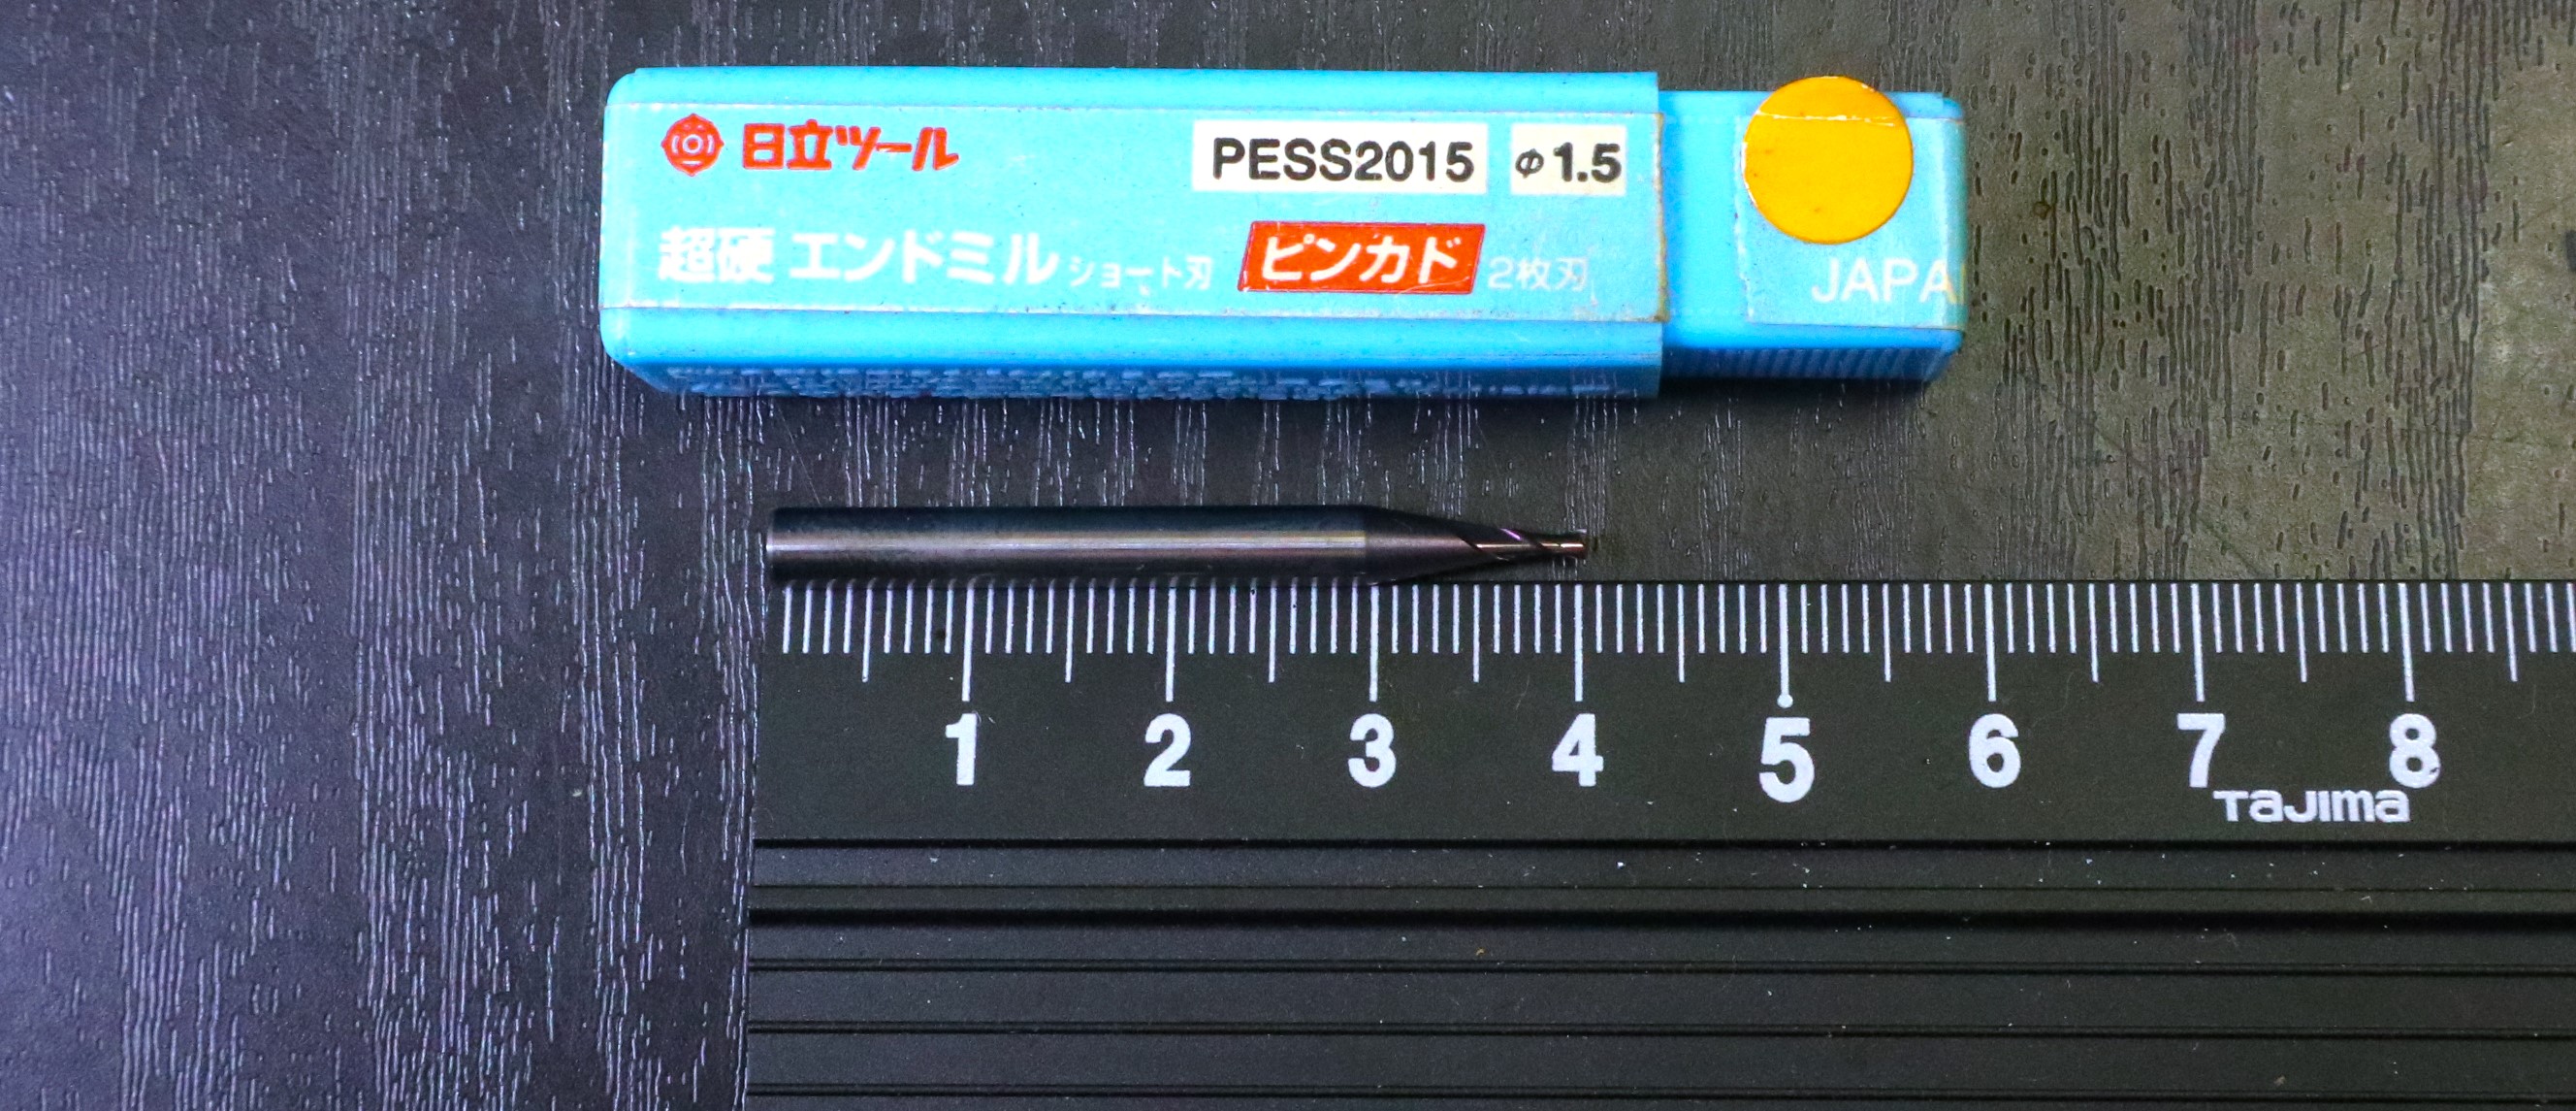 日立ツール PESS2015 φ1.5
超硬 エンドミル ショート刃 ピンカド 2枚刃
JAPA
1 2 3 4 5 6 7 8
TaJIma